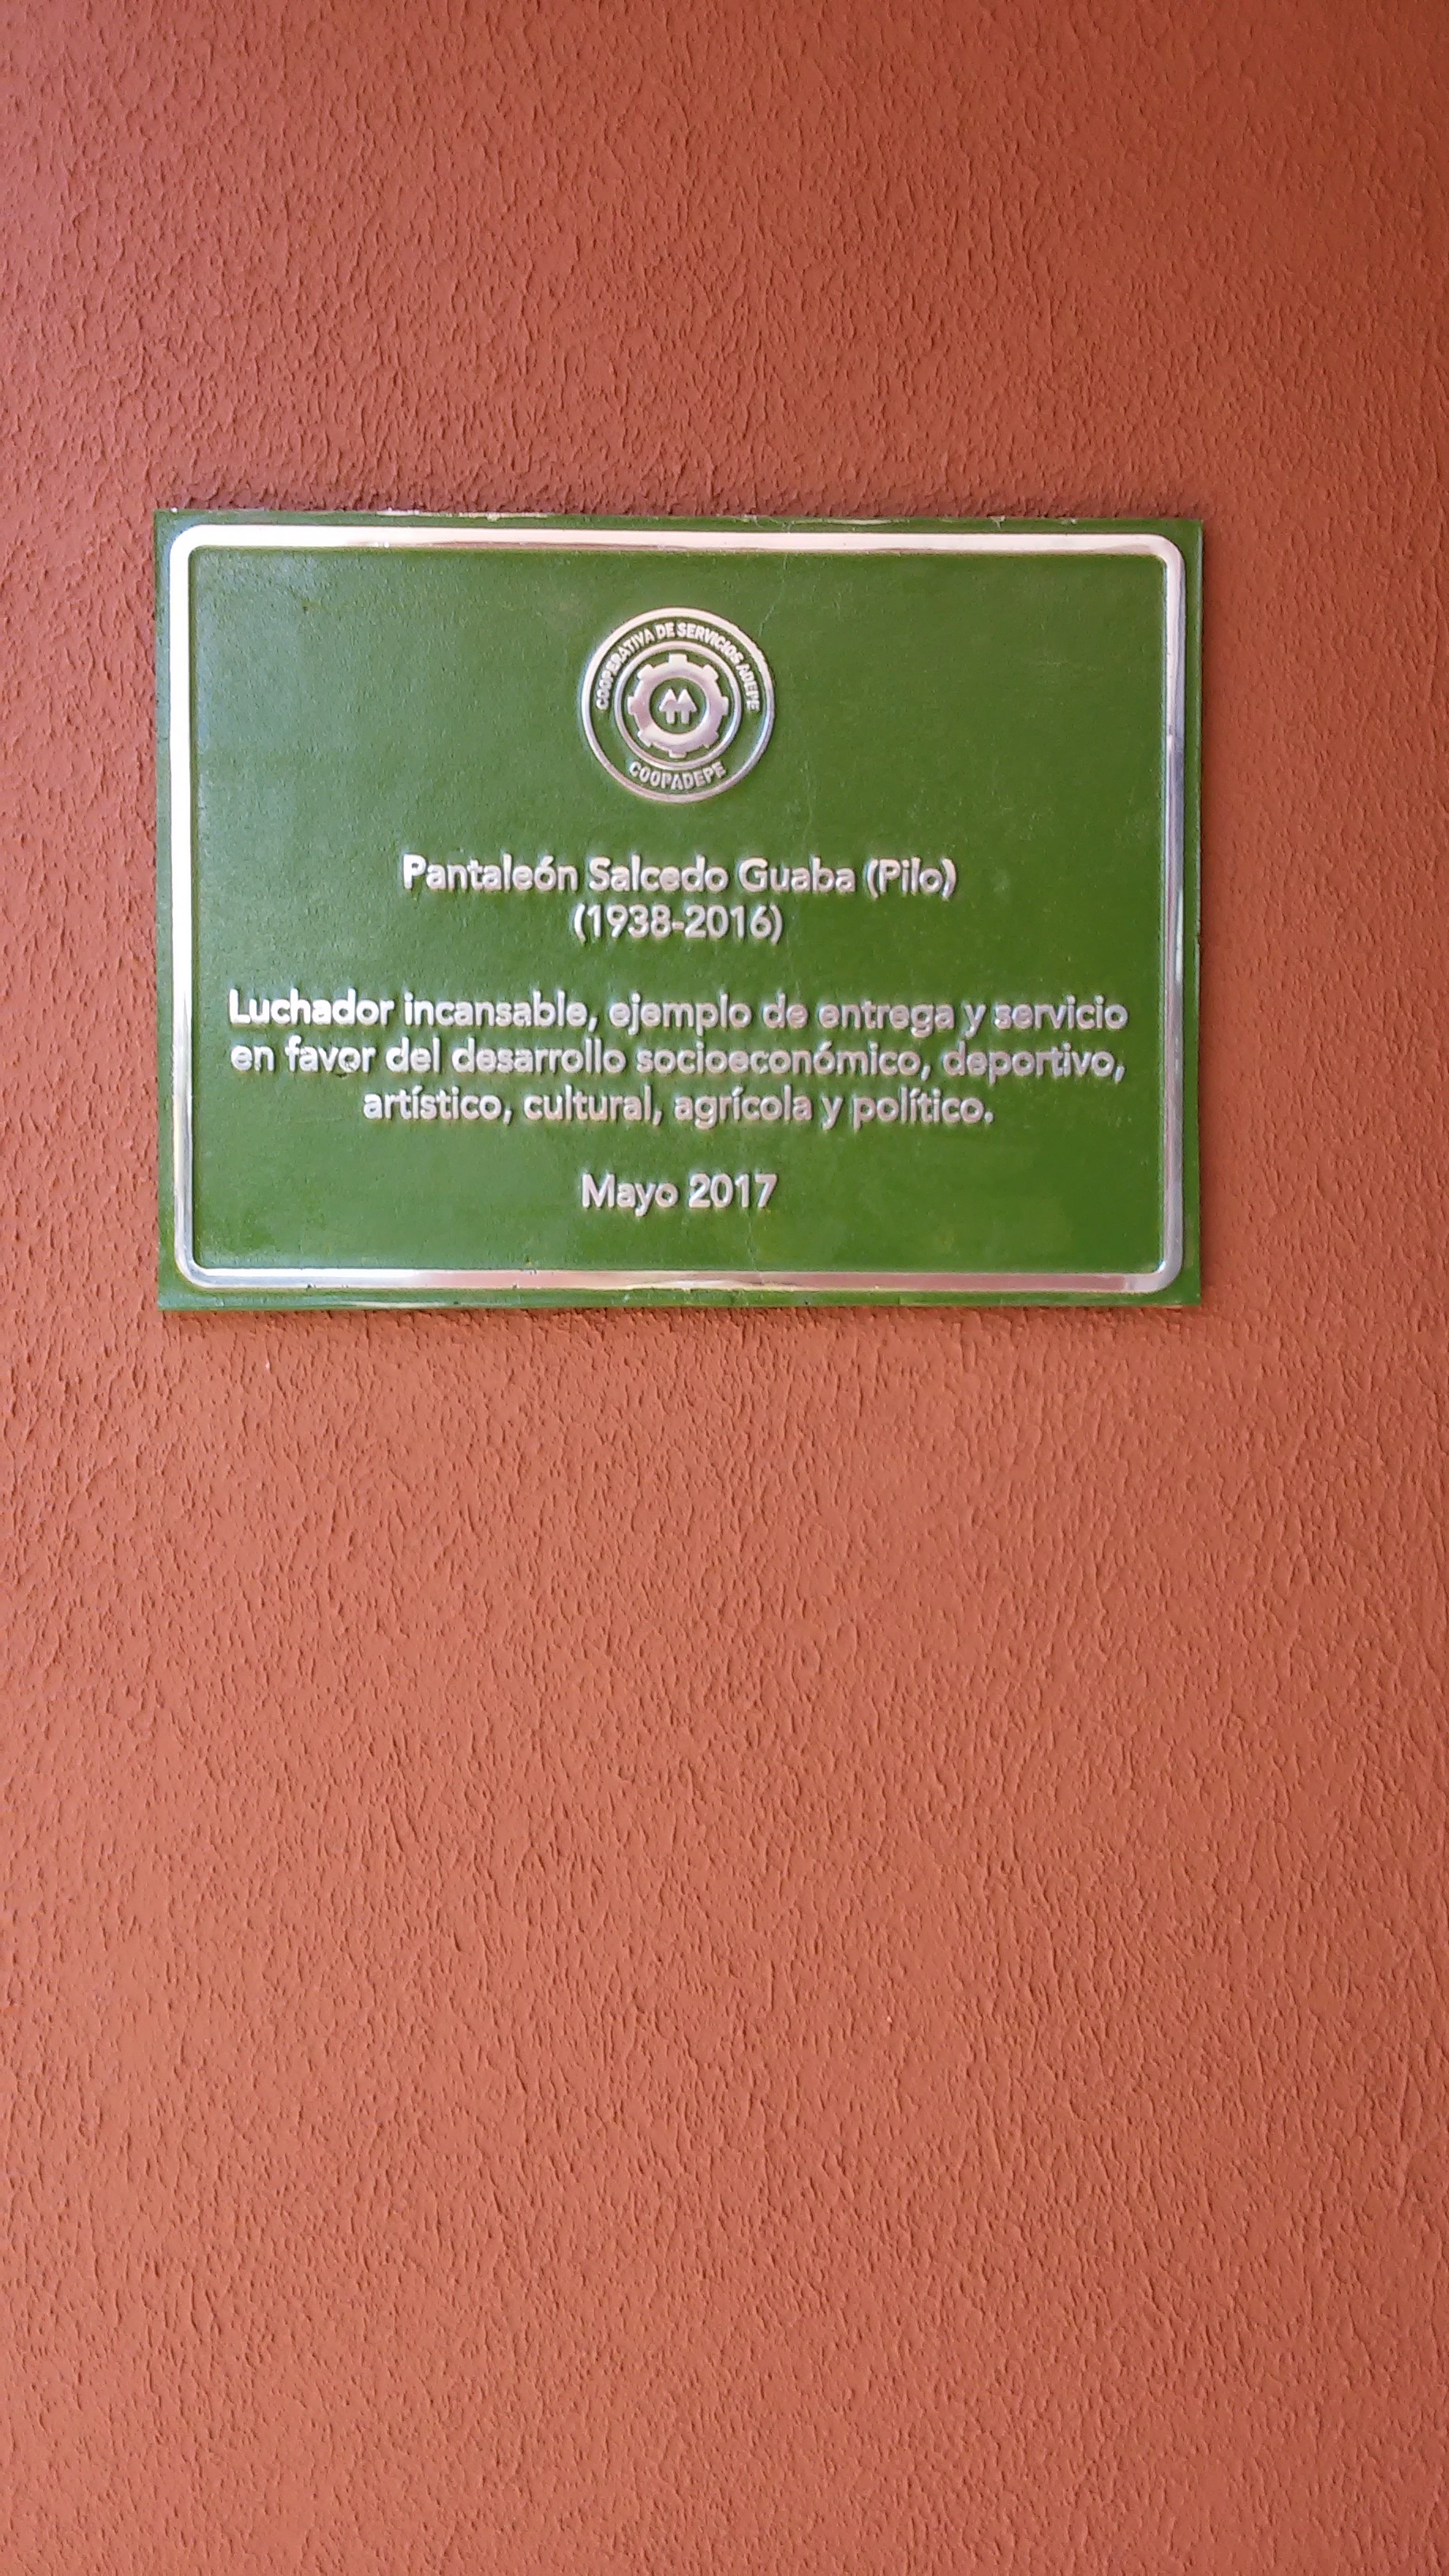 COOPERATIVA DE SERVICIOS ADEPE
COOPADEPE
Pantaleón Salcedo Guaba (Pilo)
(1938-2016)
Luchador incansable, ejemplo de entrega y servicio
en favor del desarrollo socioeconómico, deportivo,
artístico, cultural, agrícola y político.
Mayo 2017